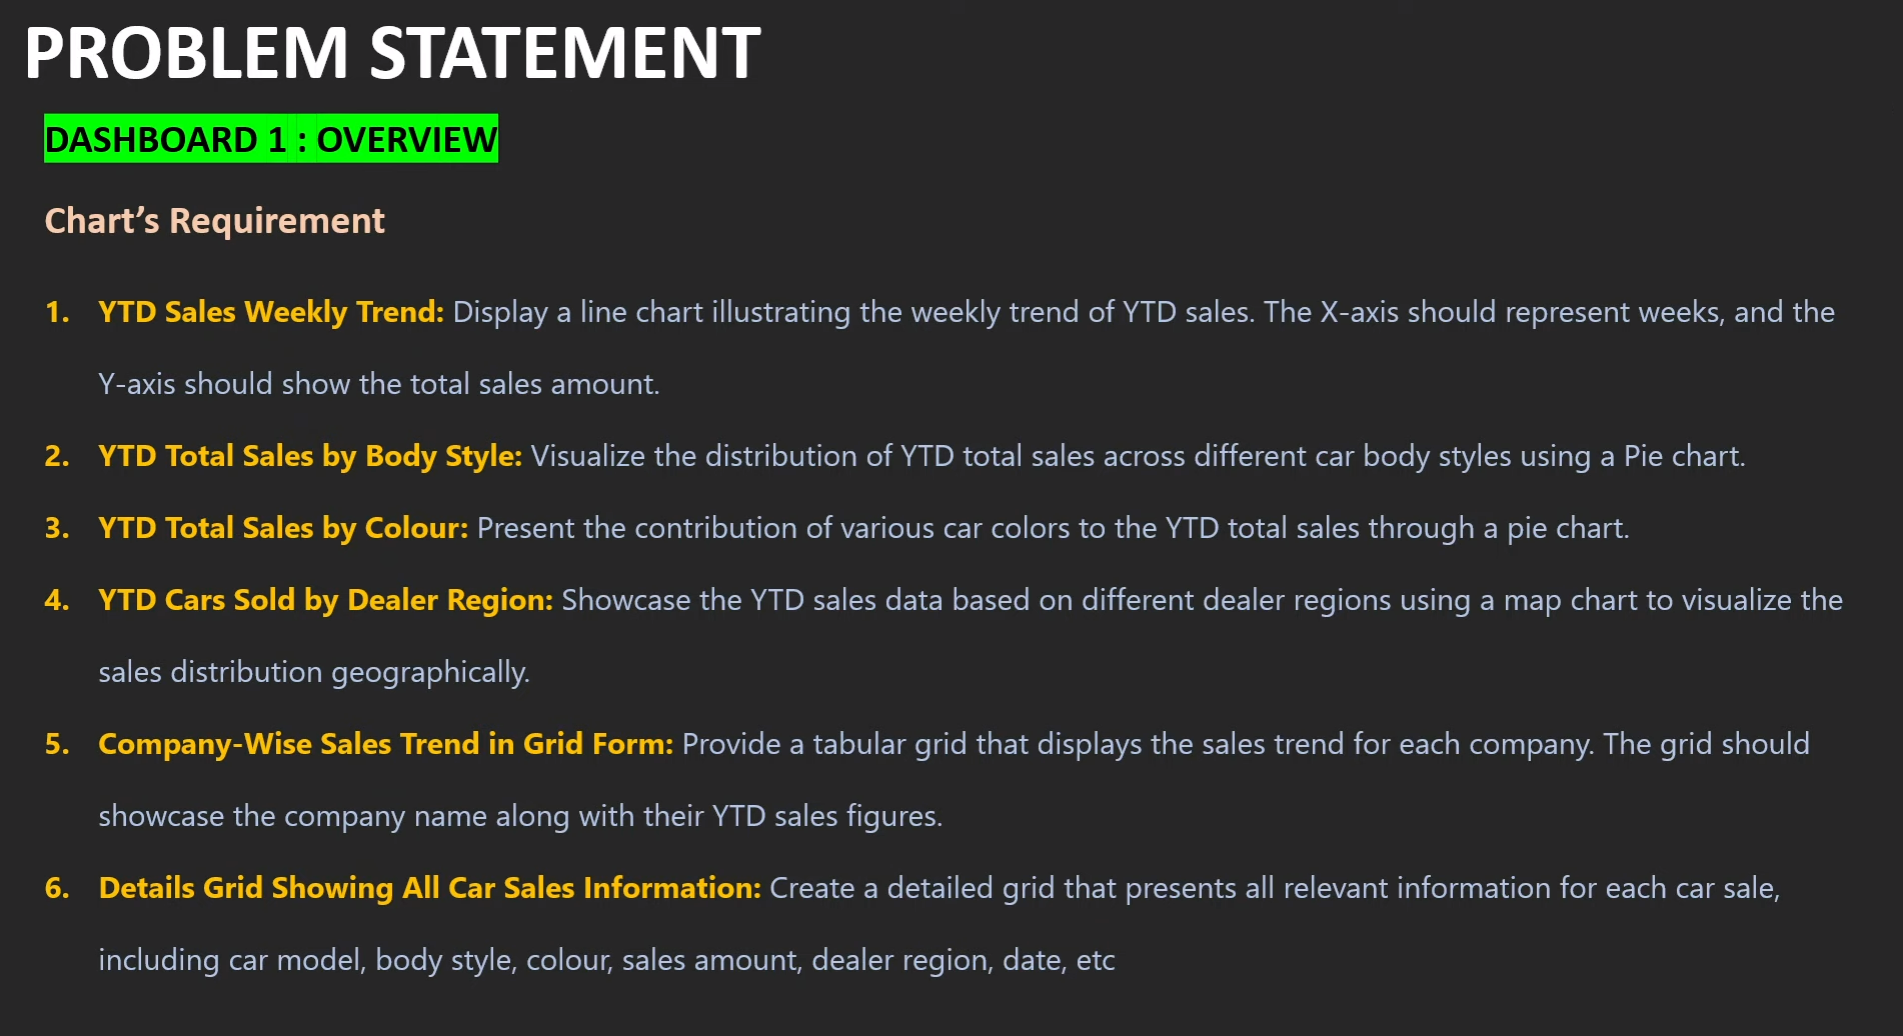 PROBLEM STATEMENT
DASHBOARD 1 : OVERVIEW
Chart’s Requirement
1. YTD Sales Weekly Trend: Display a line chart illustrating the weekly trend of YTD sales. The X-axis should represent weeks, and the
Y-axis should show the total sales amount.
2. YTD Total Sales by Body Style: Visualize the distribution of YTD total sales across different car body styles using a Pie chart.
3. YTD Total Sales by Colour: Present the contribution of various car colors to the YTD total sales through a pie chart.
4. YTD Cars Sold by Dealer Region: Showcase the YTD sales data based on different dealer regions using a map chart to visualize the
sales distribution geographically.
5. Company-Wise Sales Trend in Grid Form: Provide a tabular grid that displays the sales trend for each company. The grid should
showcase the company name along with their YTD sales figures.
6. Details Grid Showing All Car Sales Information: Create a detailed grid that presents all relevant information for each car sale,
including car model, body style, colour, sales amount, dealer region, date, etc